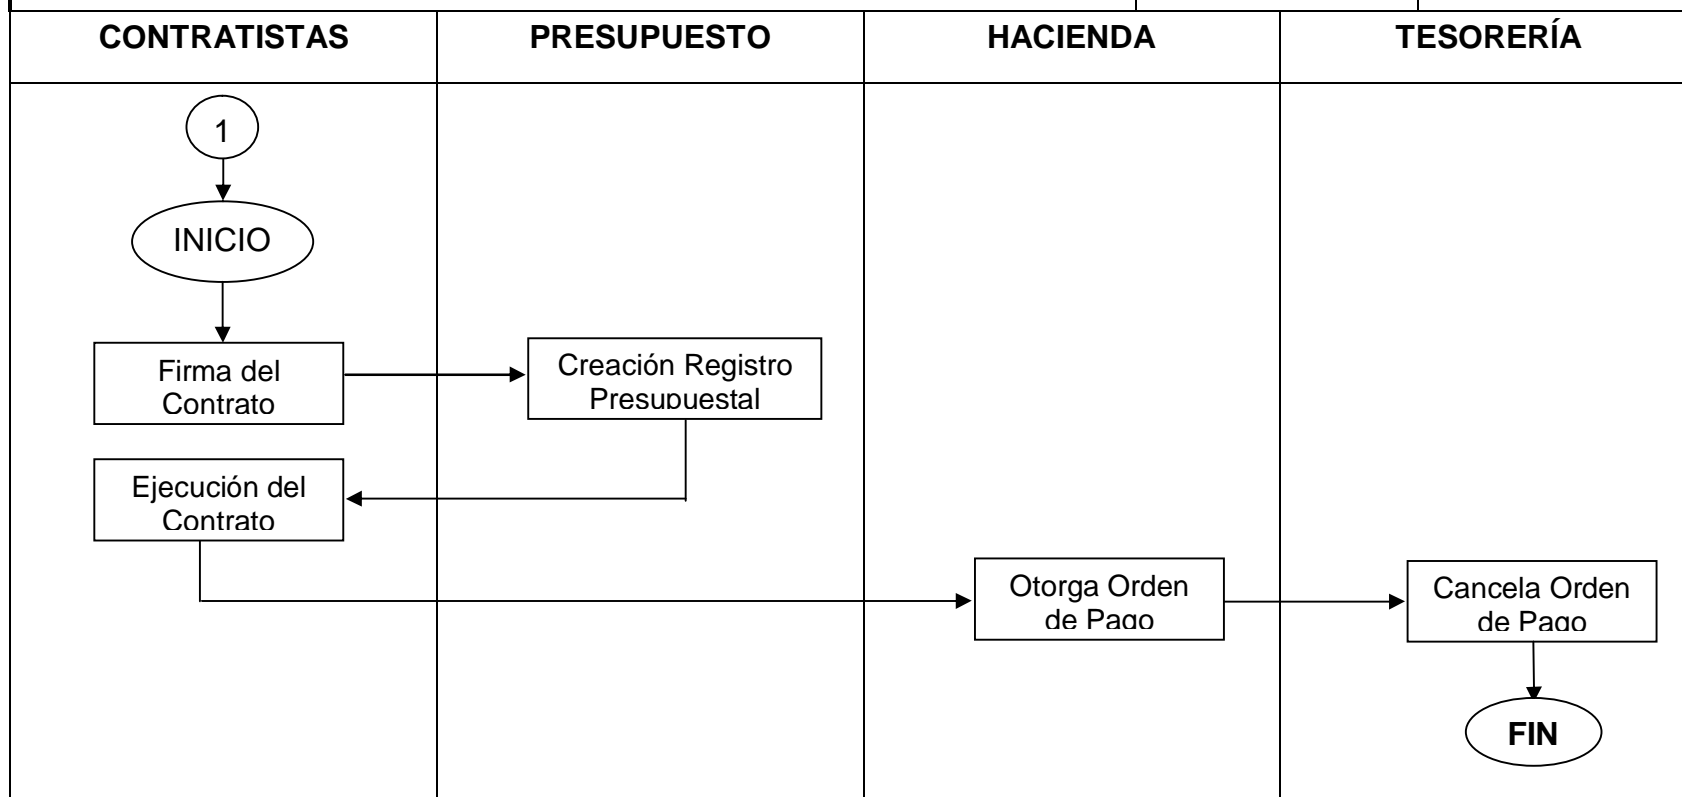 CONTRATISTAS
PRESUPUESTO
HACIENDA
TESORERÍA
1
INICIO
Firma del
Contrato
Creación Registro
Presupuestal
Ejecución del
Contrato
Otorga Orden
de Pago
Cancela Orden
de Pago
FIN